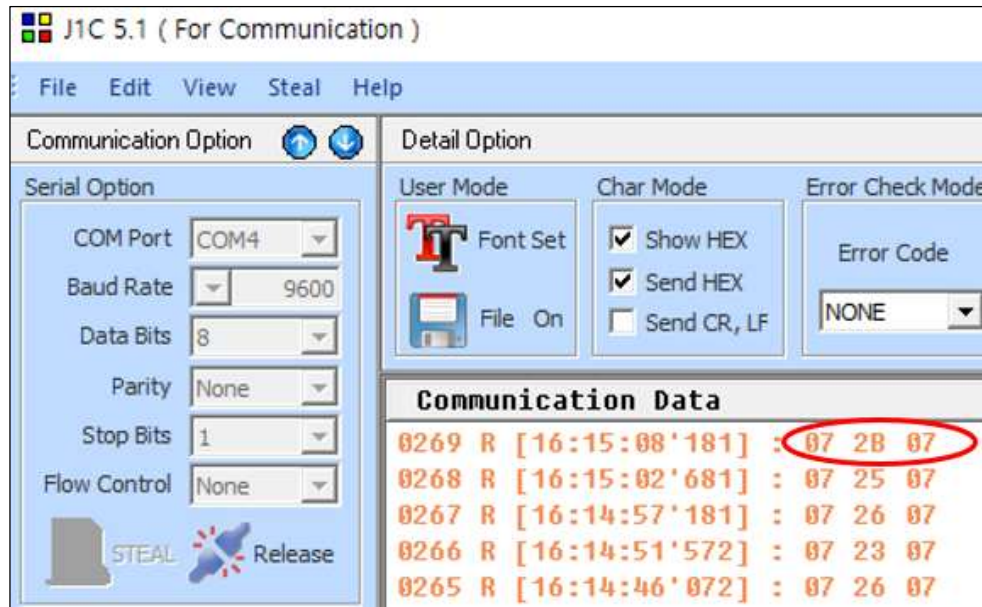 J1C 5.1 ( For Communication )
File Edit View Steal Help
Communication Option
Serial Option
COM Port COM4
Baud Rate 9600
Data Bits 8
Parity None
Stop Bits 1
Flow Control None
STEAL Release
Detail Option
User Mode
Font Set
File On
Char Mode
Show HEX
Send HEX
Send CR, LF
Error Check Mode
Error Code
NONE
Communication Data
0269 R [16:15:08'181] : 07 2B 07
0268 R [16:15:02'681] : 07 25 07
0267 R [16:14:57'181] : 07 26 07
0266 R [16:14:51'572] : 07 23 07
0265 R [16:14:46'072] : 07 26 07